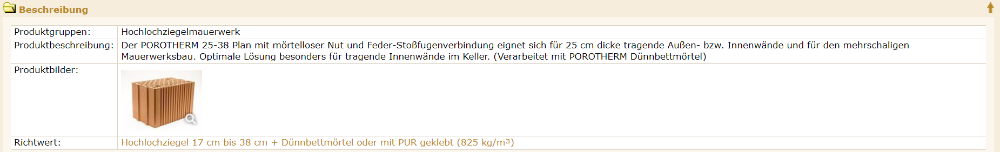 Beschreibung
Produktgruppen: Hochlochziegelmauerwerk
Produktbeschreibung: Der POROTHERM 25-38 Plan mit mörtelloser Nut und Feder-Stoßfugenverbindung eignet sich für 25 cm dicke tragende Außen- bzw. Innenwände und für den mehrschaligen
Mauerwerksbau. Optimale Lösung besonders für tragende Innenwände im Keller. (Verarbeitet mit POROTHERM Dünnbettmörtel)
Produktbilder:
Richtwert: Hochlochziegel 17 cm bis 38 cm + Dünnbettmörtel oder mit PUR geklebt (825 kg/m³)